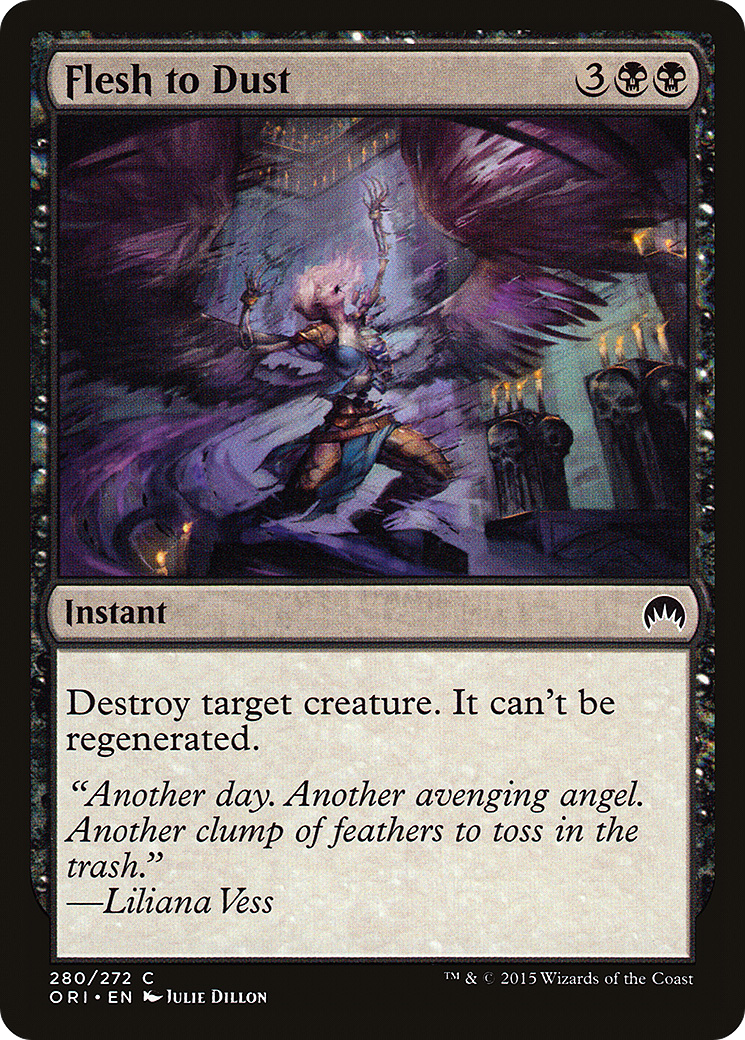 Flesh to Dust 3
Instant
Destroy target creature. It can't be
regenerated.
“Another day. Another avenging angel.
Another clump of feathers to toss in the
trash.”
—Liliana Vess
280/272 C ™ & © 2015 Wizards of the Coast
ORI • EN Julie Dillon